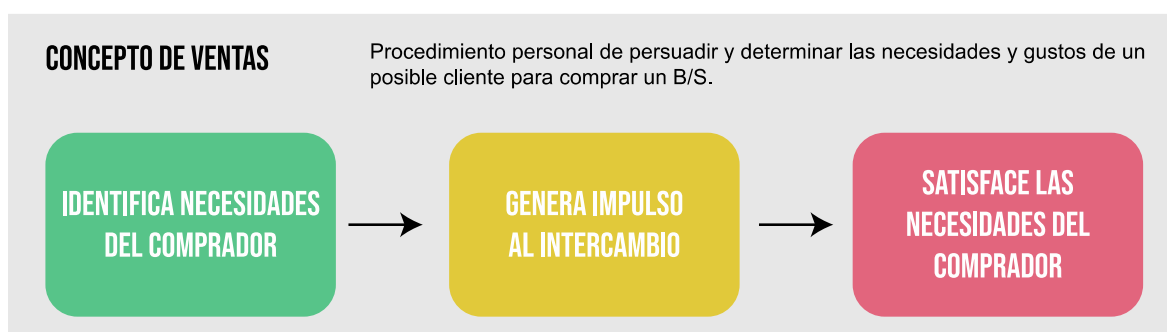 CONCEPTO DE VENTAS
Procedimiento personal de persuadir y determinar las necesidades y gustos de un
posible cliente para comprar un B/S.
IDENTIFICA NECESIDADES
DEL COMPRADOR
GENERA IMPULSO
AL INTERCAMBIO
SATISFACE LAS
NECESIDADES DEL
COMPRADOR